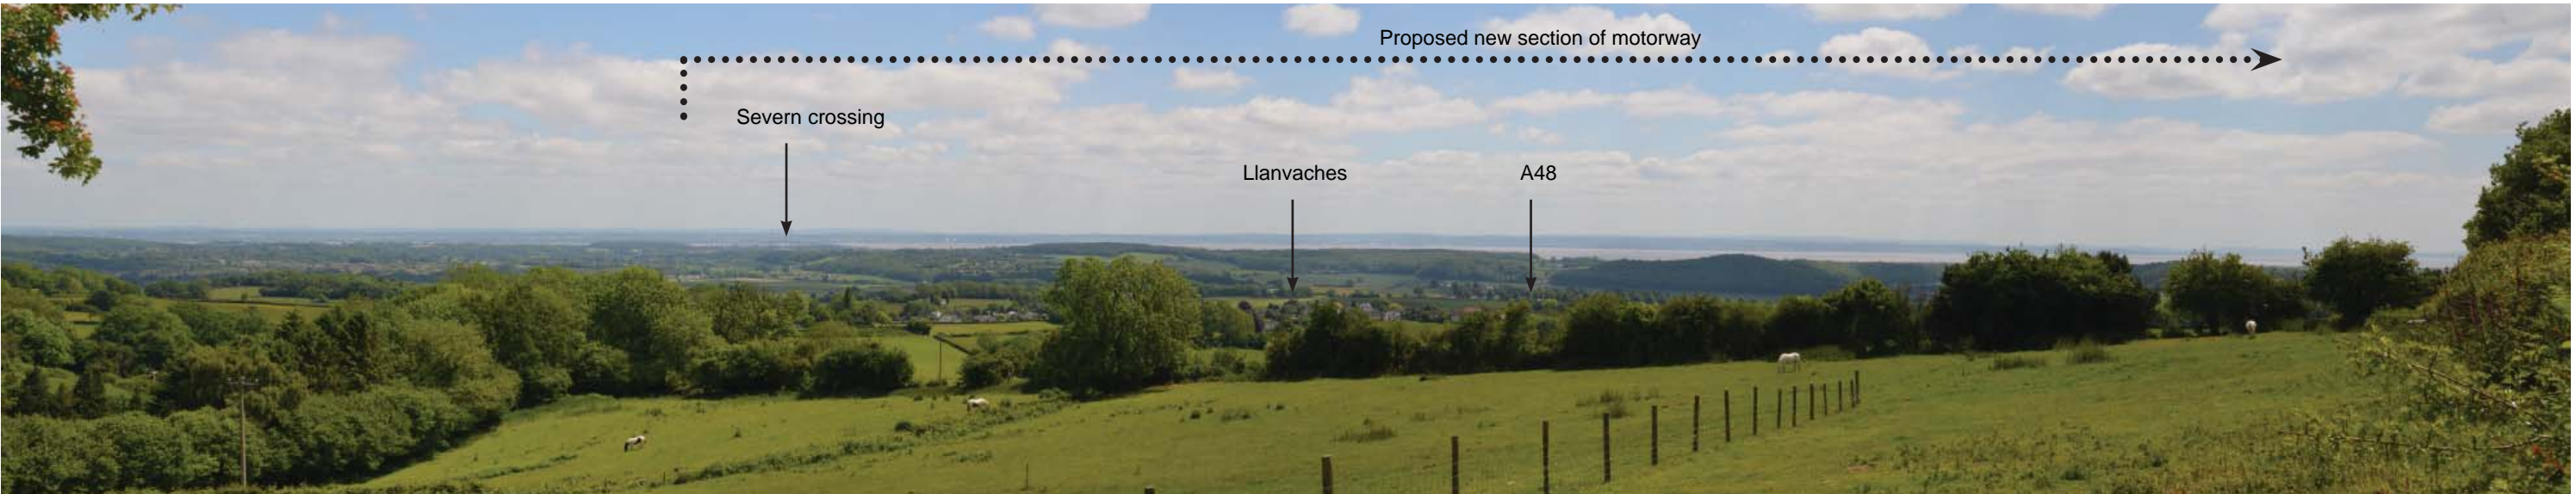 Proposed new section of motorway
Severn crossing
Llanvaches
A48